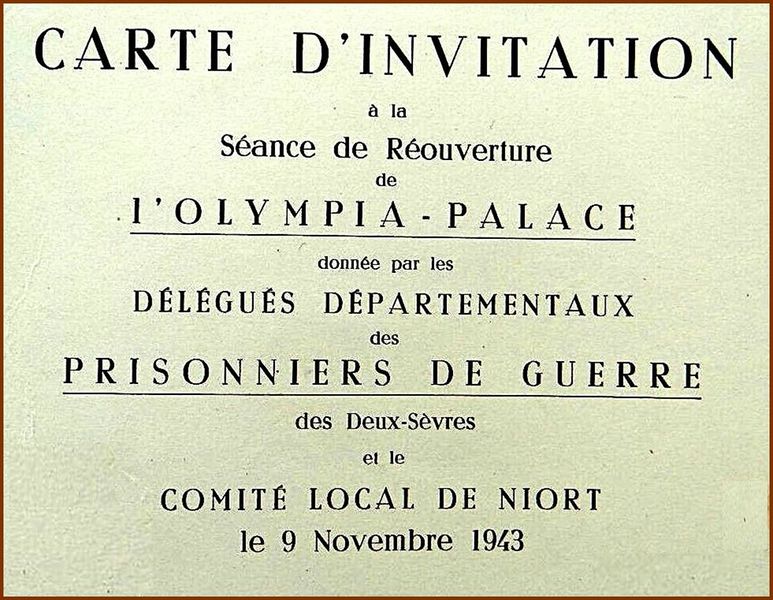 CARTE D'INVITATION
à la
Séance de Réouverture
de
l'OLYMPIA-PALACE
donnée par les
DÉLÉGUÉS DÉPARTEMENTAUX
des
PRISONNIERS DE GUERRE
des Deux-Sèvres
et le
COMITÉ LOCAL DE NIORT
le 9 Novembre 1943